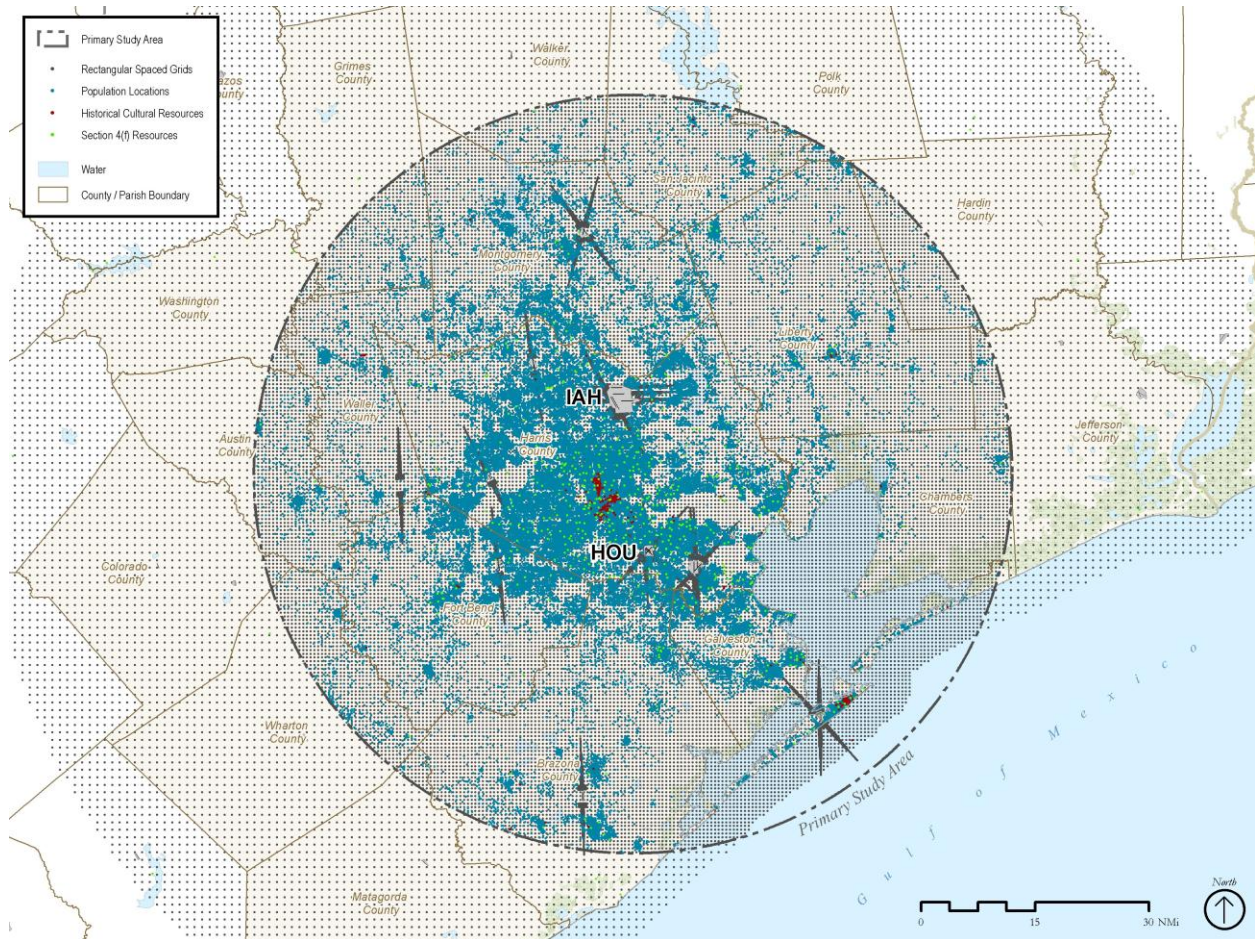 Primary Study Area
Rectangular Spaced Grids
Population Locations
Historical Cultural Resources
Section 4(f) Resources
Water
County / Parish Boundary
Walker
County
Grimes
County
Polk
County
County
San Jacinto
County
Hardin
County
Montgomery
County
Washington
County
Liberty
County
IAH
Waller
County
Harris
County
Austin
County
Jefferson
County
Chambers
County
HOU
Colorado
County
Fort Bend
County
Galveston
County
Wharton
County
Brazoria
County
Primary Study Area
Gulf of Mexico
Matagorda
County
North
0 15 30 NMi